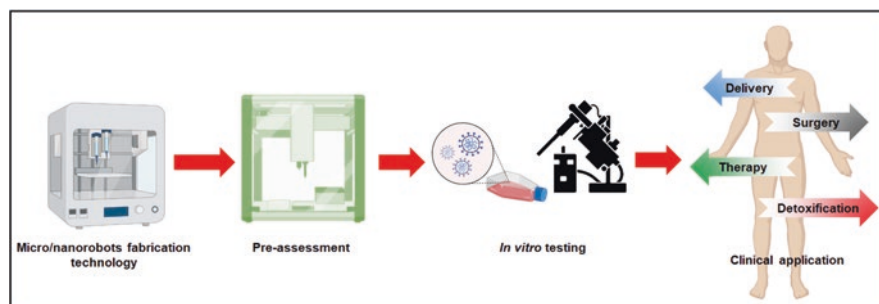 Delivery
Surgery
Therapy
Detoxification
Micro/nanorobots fabrication
technology
Pre-assessment
In vitro testing
Clinical application